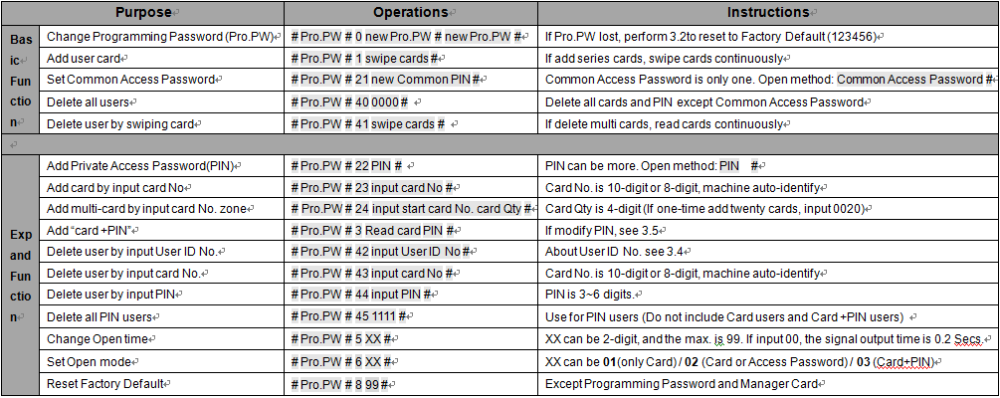 Purpose Operations Instructions
Basic Function
Change Programming Password (Pro.PW) # Pro.PW # 0 new Pro.PW # new Pro.PW # If Pro.PW lost, perform 3.2to reset to Factory Default (123456)
Add user card # Pro.PW # 1 swipe cards # If add series cards, swipe cards continuously
Set Common Access Password # Pro.PW # 21 new Common PIN # Common Access Password is only one. Open method: Common Access Password #
Delete all users # Pro.PW # 40 0000 # Delete all cards and PIN except Common Access Password
Delete user by swiping card # Pro.PW # 41 swipe cards # If delete multi cards, read cards continuously
Expand Function
Add Private Access Password(PIN) # Pro.PW # 22 PIN # PIN can be more. Open method: PIN #
Add card by input card No # Pro.PW # 23 input card No # Card No. is 10-digit or 8-digit, machine auto-identify
Add multi-card by input card No. zone # Pro.PW # 24 input start card No. card Qty # Card Qty is 4-digit (If one-time add twenty cards, input 0020)
Add “card +PIN” # Pro.PW # 3 Read card PIN # If modify PIN, see 3.5
Delete user by input User ID No. # Pro.PW # 42 input User ID No # About User ID No. see 3.4
Delete user by input card No. # Pro.PW # 43 input card No # Card No. is 10-digit or 8-digit, machine auto-identify
Delete user by input PIN # Pro.PW # 44 input PIN # PIN is 3~6 digits.
Delete all PIN users # Pro.PW # 45 1111 # Use for PIN users (Do not include Card users and Card +PIN users)
Change Open time # Pro.PW # 5 XX # XX can be 2-digit, and the max. is 99. If input 00, the signal output time is 0.2 Secs.
Set Open mode # Pro.PW # 6 XX # XX can be 01(only Card) / 02 (Card or Access Password) / 03 (Card+PIN)
Reset Factory Default # Pro.PW # 8 99 # Except Programming Password and Manager Card